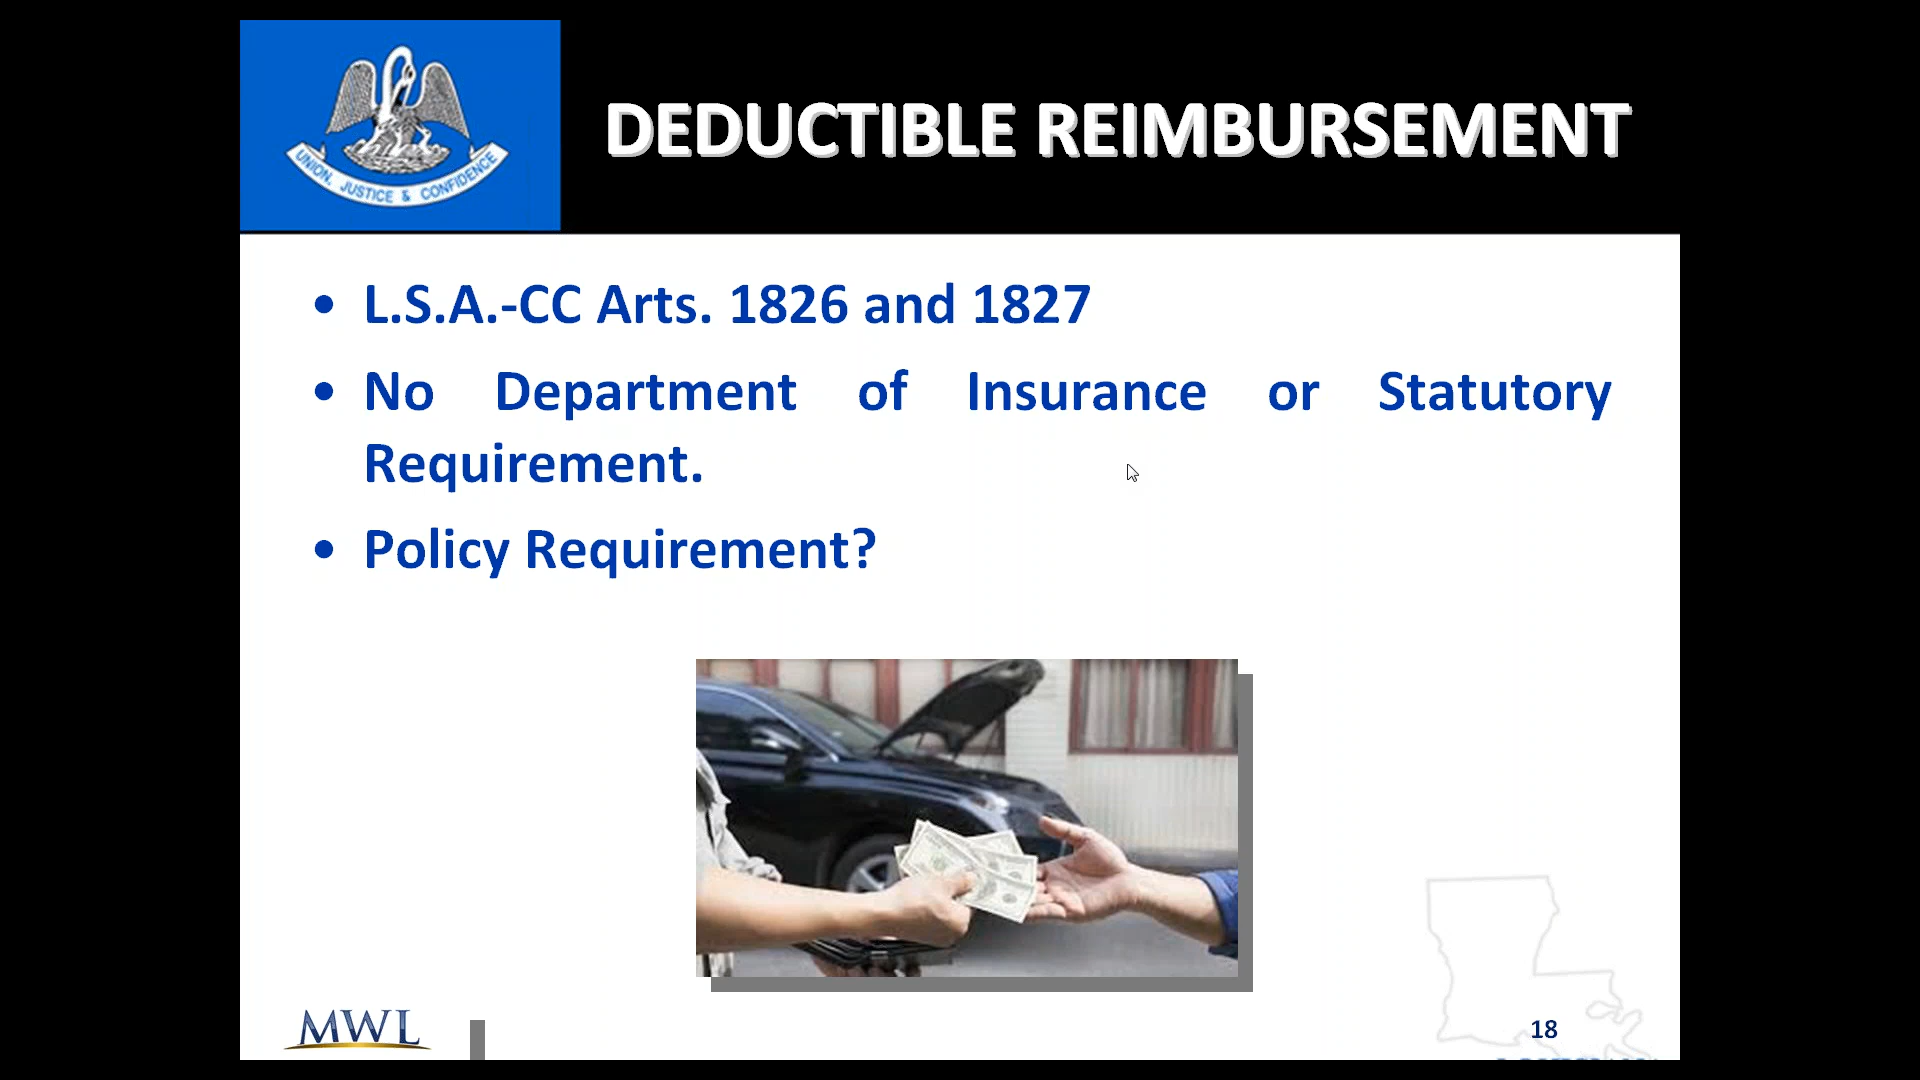 UNION, JUSTICE & CONFIDENCE
DEDUCTIBLE REIMBURSEMENT
• L.S.A.-CC Arts. 1826 and 1827
• No Department of Insurance or Statutory
Requirement.
• Policy Requirement?
MWL
18